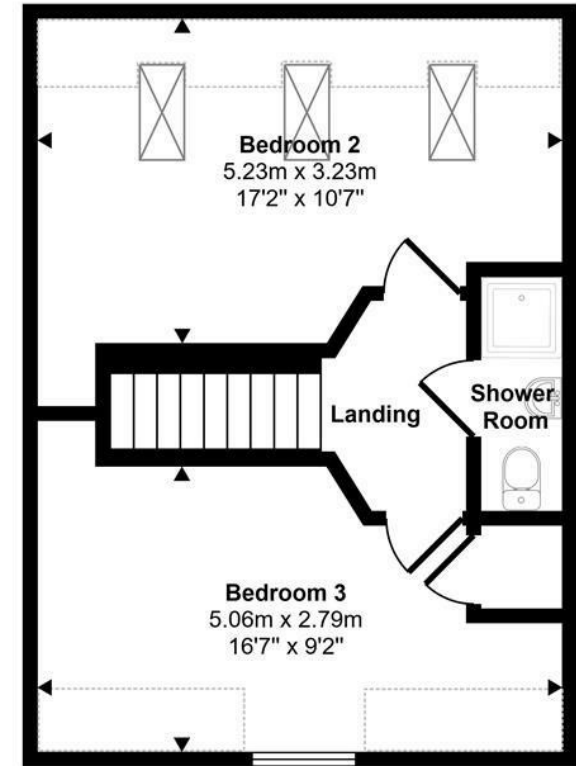 Bedroom 2
5.23m x 3.23m
17'2" x 10'7"
Landing
Shower
Room
Bedroom 3
5.06m x 2.79m
16'7" x 9'2"